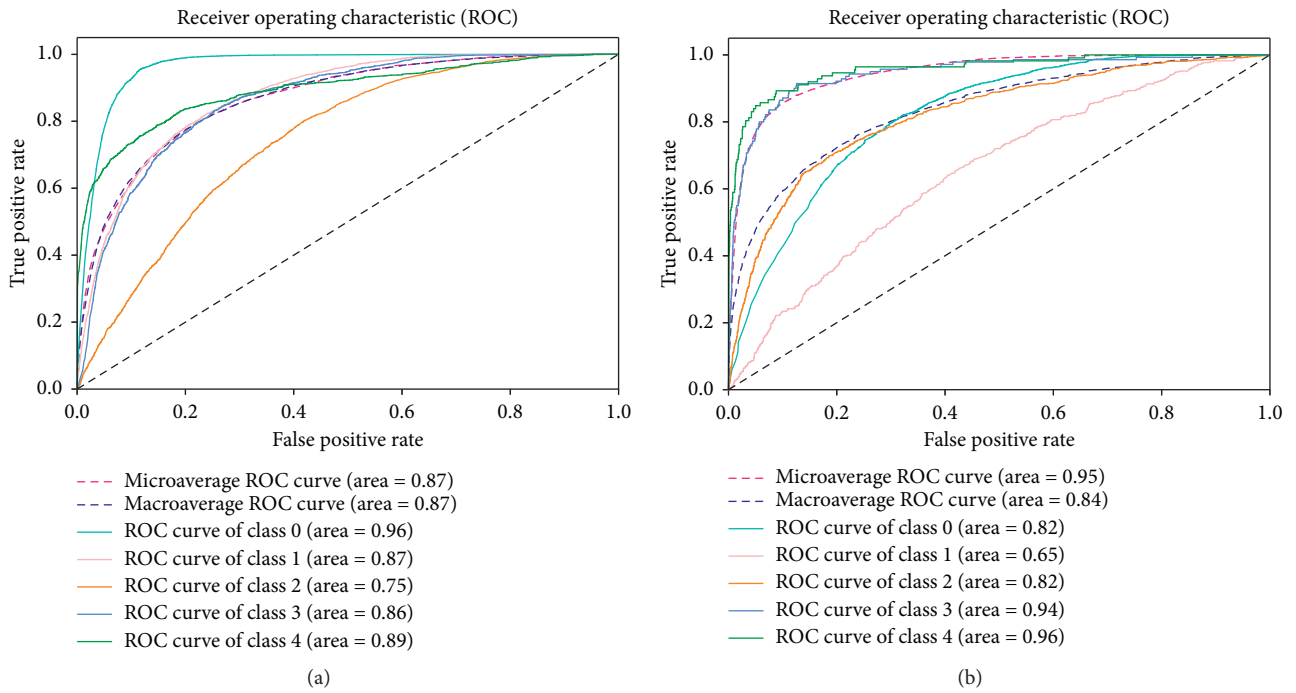 Receiver operating characteristic (ROC)
True positive rate
1.0
0.8
0.6
0.4
0.2
0.0
0.0 0.2 0.4 0.6 0.8 1.0
False positive rate
Microaverage ROC curve (area = 0.87)
Macroaverage ROC curve (area = 0.87)
ROC curve of class 0 (area = 0.96)
ROC curve of class 1 (area = 0.87)
ROC curve of class 2 (area = 0.75)
ROC curve of class 3 (area = 0.86)
ROC curve of class 4 (area = 0.89)
(a)
Receiver operating characteristic (ROC)
True positive rate
1.0
0.8
0.6
0.4
0.2
0.0
0.0 0.2 0.4 0.6 0.8 1.0
False positive rate
Microaverage ROC curve (area = 0.95)
Macroaverage ROC curve (area = 0.84)
ROC curve of class 0 (area = 0.82)
ROC curve of class 1 (area = 0.65)
ROC curve of class 2 (area = 0.82)
ROC curve of class 3 (area = 0.94)
ROC curve of class 4 (area = 0.96)
(b)